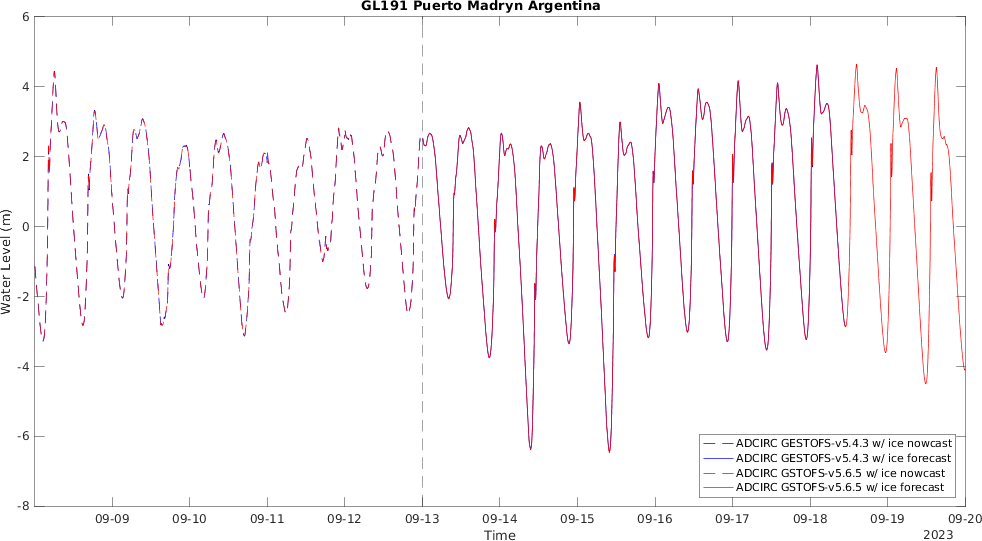 GL191 Puerto Madryn Argentina
6
4
2
0
-2
-4
-6
-8
Water Level (m)
ADCIRC GESTOFS-v5.4.3 w/ ice nowcast
ADCIRC GESTOFS-v5.4.3 w/ ice forecast
ADCIRC GSTOFS-v5.6.5 w/ ice nowcast
ADCIRC GSTOFS-v5.6.5 w/ ice forecast
09-09 09-10 09-11 09-12 09-13 09-14 09-15 09-16 09-17 09-18 09-19 09-20
Time
2023